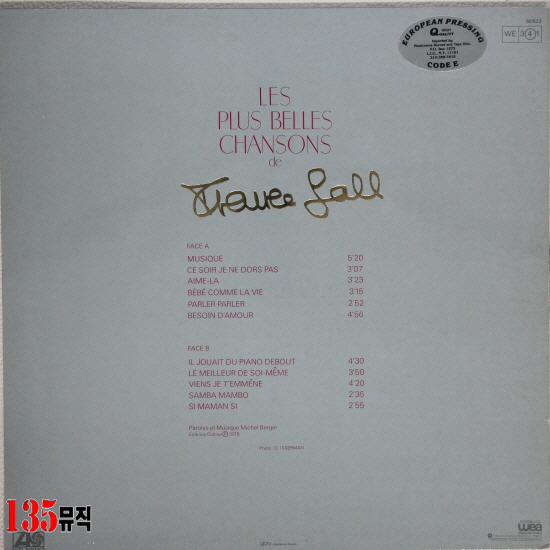 EUROPEAN PRESSING
WE 341
CODE E
LES
PLUS BELLES
CHANSONS
de
France Gall
FACE A
MUSIQUE 5'20
CE SOIR JE NE DORS PAS 3'07
AIME-LA 3'23
BÉBÉ COMME LA VIE 3'15
PARLER PARLER 2'52
BESOIN D'AMOUR 4'56
FACE B
IL JOUAIT DU PIANO DEBOUT 4'30
LE MEILLEUR DE SOI-MÊME 3'50
VIENS JE T'EMMÈNE 4'20
SAMBA MAMBO 2'35
SI MAMAN SI 2'55
Paroles et Musique Michel Berger
135뮤직
wea